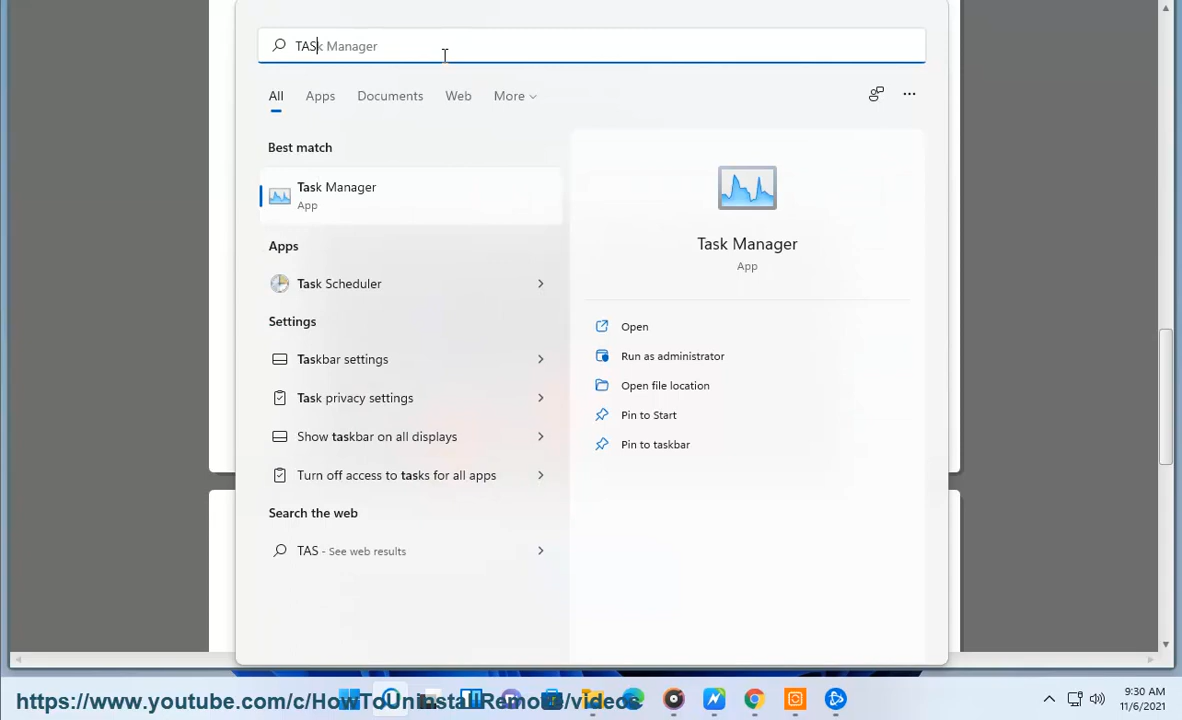 TASk Manager
All Apps Documents Web More
Best match
Task Manager
App
Apps
Task Scheduler
Settings
Taskbar settings
Task privacy settings
Show taskbar on all displays
Turn off access to tasks for all apps
Search the web
TAS - See web results
Task Manager
App
Open
Run as administrator
Open file location
Pin to Start
Pin to taskbar
https://www.youtube.com/c/HowToUninstallRemove/videos
9:30 AM
11/6/2021